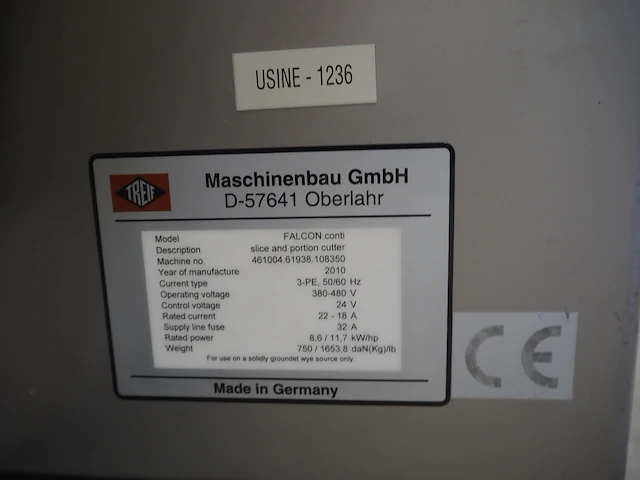 USINE - 1236
TREIF
Maschinenbau GmbH
D-57641 Oberlahr
Model FALCON conti
Description slice and portion cutter
Machine no. 461004.61938.108350
Year of manufacture 2010
Current type 3-PE, 50/60 Hz
Operating voltage 380-480 V
Control voltage 24 V
Rated current 22 - 18 A
Supply line fuse 32 A
Rated power 8,6 / 11,7 kW/hp
Weight 750 / 1653,8 daN(Kg)/lb
For use on a solidly groundet wye source only
Made in Germany
CE